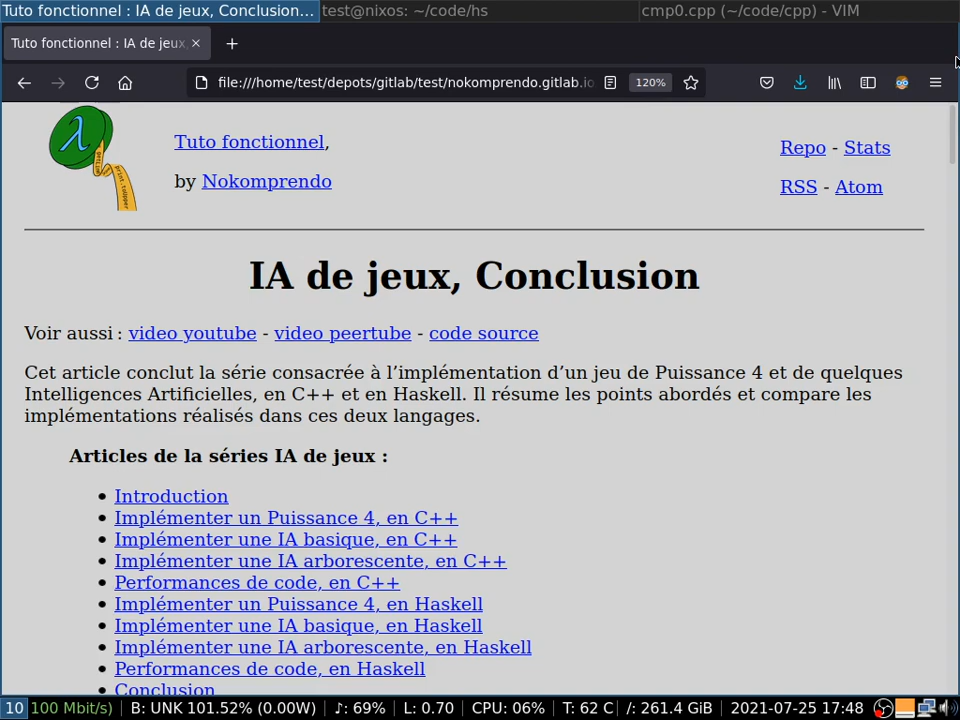 Tuto fonctionnel : IA de jeux, Conclusion... test@nixos: ~/code/hs cmp0.cpp (~/code/cpp) - VIM
Tuto fonctionnel : IA de jeux,
file:///home/test/depots/gitlab/test/nokomprendo.gitlab.io 120%
Tuto fonctionnel,
Repo - Stats
by Nokomprendo
RSS - Atom
IA de jeux, Conclusion
Voir aussi : video youtube - video peertube - code source
Cet article conclut la série consacrée à l’implémentation d’un jeu de Puissance 4 et de quelques
Intelligences Artificielles, en C++ et en Haskell. Il résume les points abordés et compare les
implémentations réalisés dans ces deux langages.
Articles de la séries IA de jeux :
• Introduction
• Implémenter un Puissance 4, en C++
• Implémenter une IA basique, en C++
• Implémenter une IA arborescente, en C++
• Performances de code, en C++
• Implémenter un Puissance 4, en Haskell
• Implémenter une IA basique, en Haskell
• Implémenter une IA arborescente, en Haskell
• Performances de code, en Haskell
• Conclusion
10 100 Mbit/s) B: UNK 101.52% (0.00W) ♪: 69% L: 0.70 CPU: 06% T: 62 C /: 261.4 GiB 2021-07-25 17:48